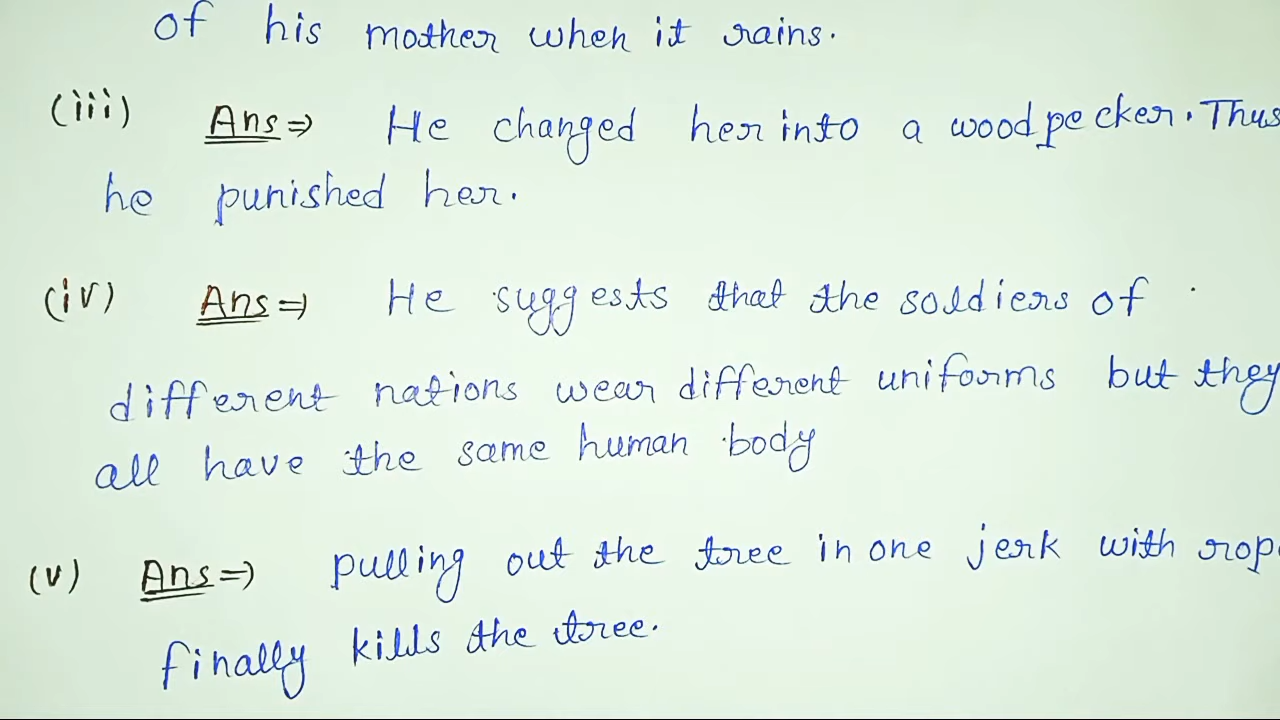 of his mother when it rains.
(iii) Ans⇒ He changed her into a woodpecker. Thus
he punished her.
(iv) Ans⇒ He suggests that the soldiers of
different nations wear different uniforms but they
all have the same human body
(v) Ans⇒ pulling out the tree in one jerk with rop
finally kills the tree.